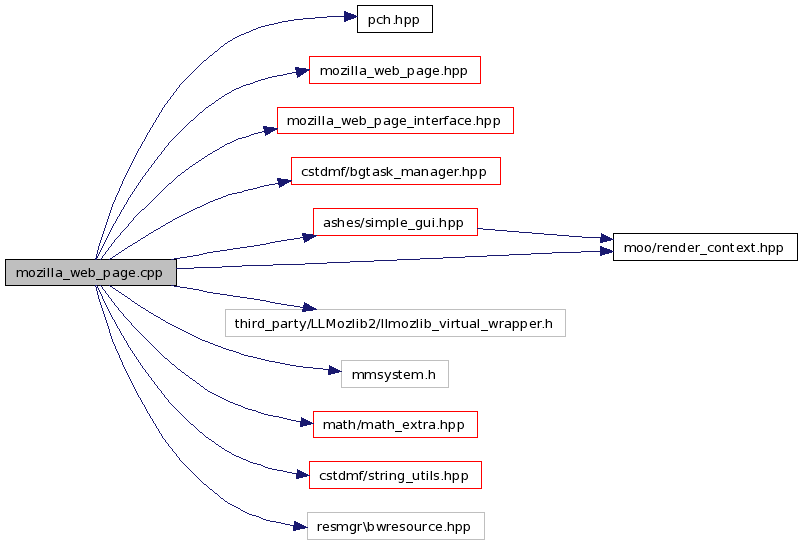 pch.hpp
mozilla_web_page.hpp
mozilla_web_page_interface.hpp
cstdmf/bgtask_manager.hpp
ashes/simple_gui.hpp
moo/render_context.hpp
mozilla_web_page.cpp
third_party/LLMozlib2/llmozlib_virtual_wrapper.h
mmsystem.h
math/math_extra.hpp
cstdmf/string_utils.hpp
resmgr\bwresource.hpp